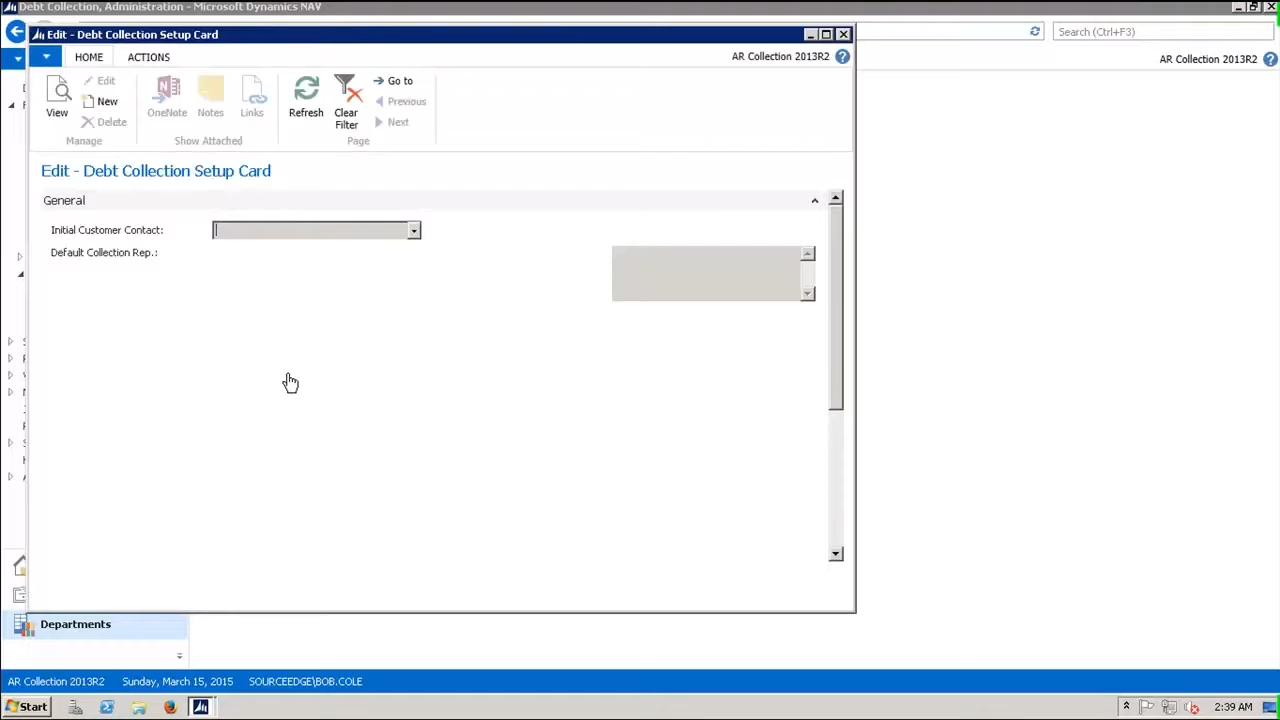 Debt Collection, Administration - Microsoft Dynamics NAV
Edit - Debt Collection Setup Card
Search (Ctrl+F3)
HOME
ACTIONS
AR Collection 2013R2
AR Collection 2013R2
View
Edit
New
Delete
Manage
OneNote
Notes
Links
Show Attached
Refresh
Clear
Filter
Go to
Previous
Next
Page
Edit - Debt Collection Setup Card
General
Initial Customer Contact:
Default Collection Rep.:
Departments
AR Collection 2013R2
Sunday, March 15, 2015
SOURCEEDGE\BOB.COLE
Start
2:39 AM